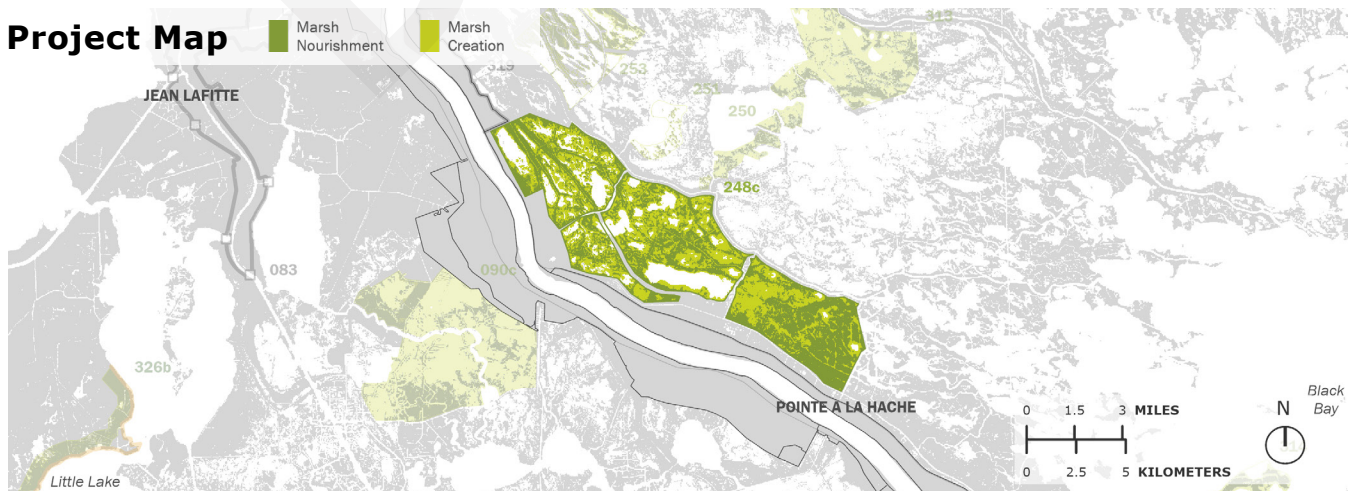 Project Map
Marsh
Nourishment
Marsh
Creation
313
319
253
JEAN LAFITTE
251
250
248c
083
090c
326b
POINTE A LA HACHE
0 1.5 3 MILES
0 2.5 5 KILOMETERS
N
Black
Bay
Little Lake